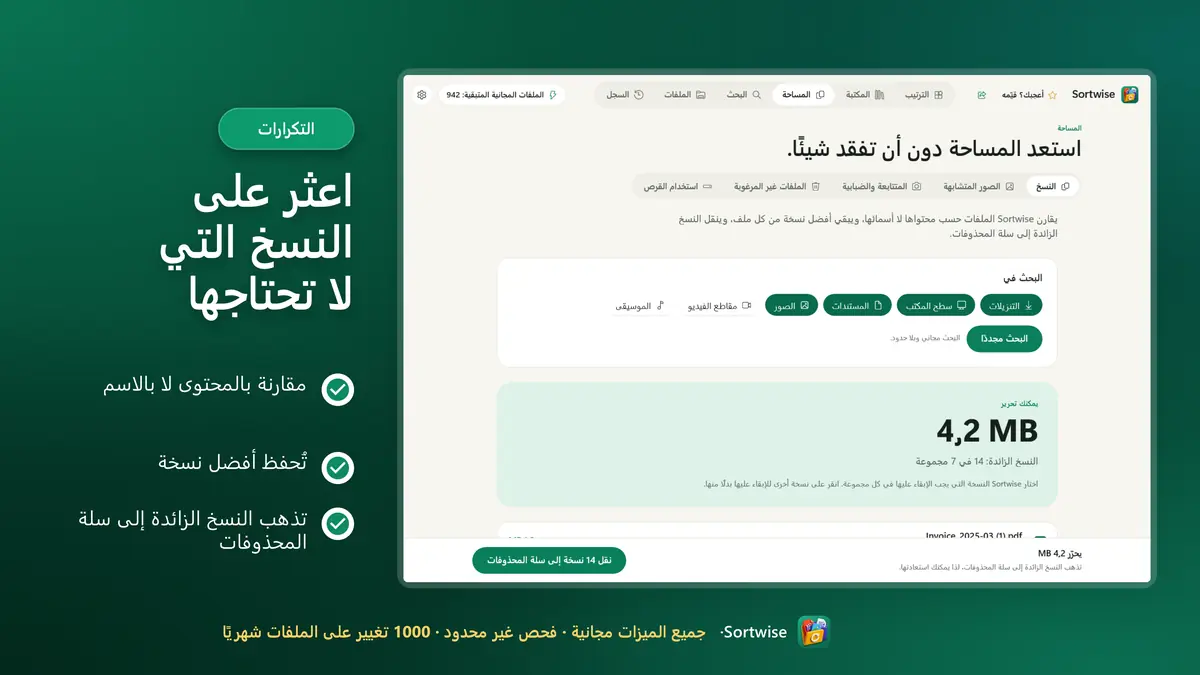 التكرارات
اعثر على
النسخ التي
لا تحتاجها
مقارنة بالمحتوى لا بالاسم
تُحفظ أفضل نسخة
تذهب النسخ الزائدة إلى سلة
المحذوفات
Sortwise
أعجبك؟ قيّمه
الترتيب
المكتبة
المساحة
البحث
الملفات
السجل
الملفات المجانية المتبقية: 942
المساحة
استعد المساحة دون أن تفقد شيئًا.
النسخ
الصور المتشابهة
المتتابعة والضبابية
الملفات غير المرغوبة
استخدام القرص
يقارن Sortwise الملفات حسب محتواها لا أسمائها، ويبقي أفضل نسخة من كل ملف، وينقل النسخ
الزائدة إلى سلة المحذوفات.
البحث في
التنزيلات
سطح المكتب
المستندات
الصور
مقاطع الفيديو
الموسيقى
البحث مجددًا
البحث مجاني وبلا حدود.
يمكنك تحرير
4,2 MB
النسخ الزائدة: 14 في 7 مجموعة
اختار Sortwise النسخة التي يجب الإبقاء عليها في كل مجموعة. انقر على نسخة أخرى للإبقاء عليها بدلًا منها.
Invoice_2025-03 (1).pdf
يحرّر 4,2 MB
تذهب النسخ الزائدة إلى سلة المحذوفات، لذا يمكنك استعادتها.
نقل 14 نسخة إلى سلة المحذوفات
Sortwise· جميع الميزات مجانية · فحص غير محدود · 1000 تغيير على الملفات شهريًا